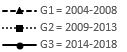 G1 = 2004-2008
G2 = 2009-2013
G3 = 2014-2018